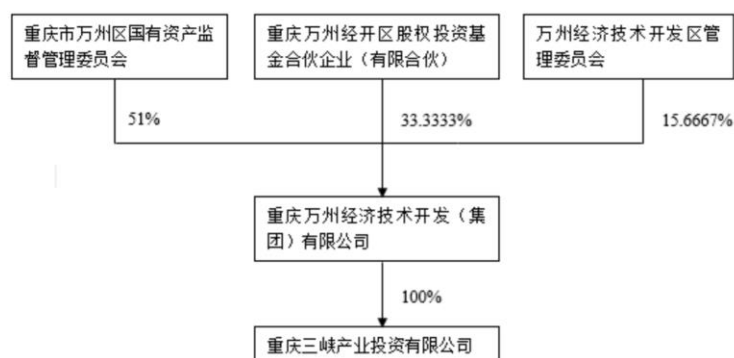 重庆市万州区国有资产监
督管理委员会
重庆万州经开区股权投资基
金合伙企业（有限合伙）
万州经济技术开发区管
理委员会
51%
33.3333%
15.6667%
重庆万州经济技术开发（集
团）有限公司
100%
重庆三峡产业投资有限公司